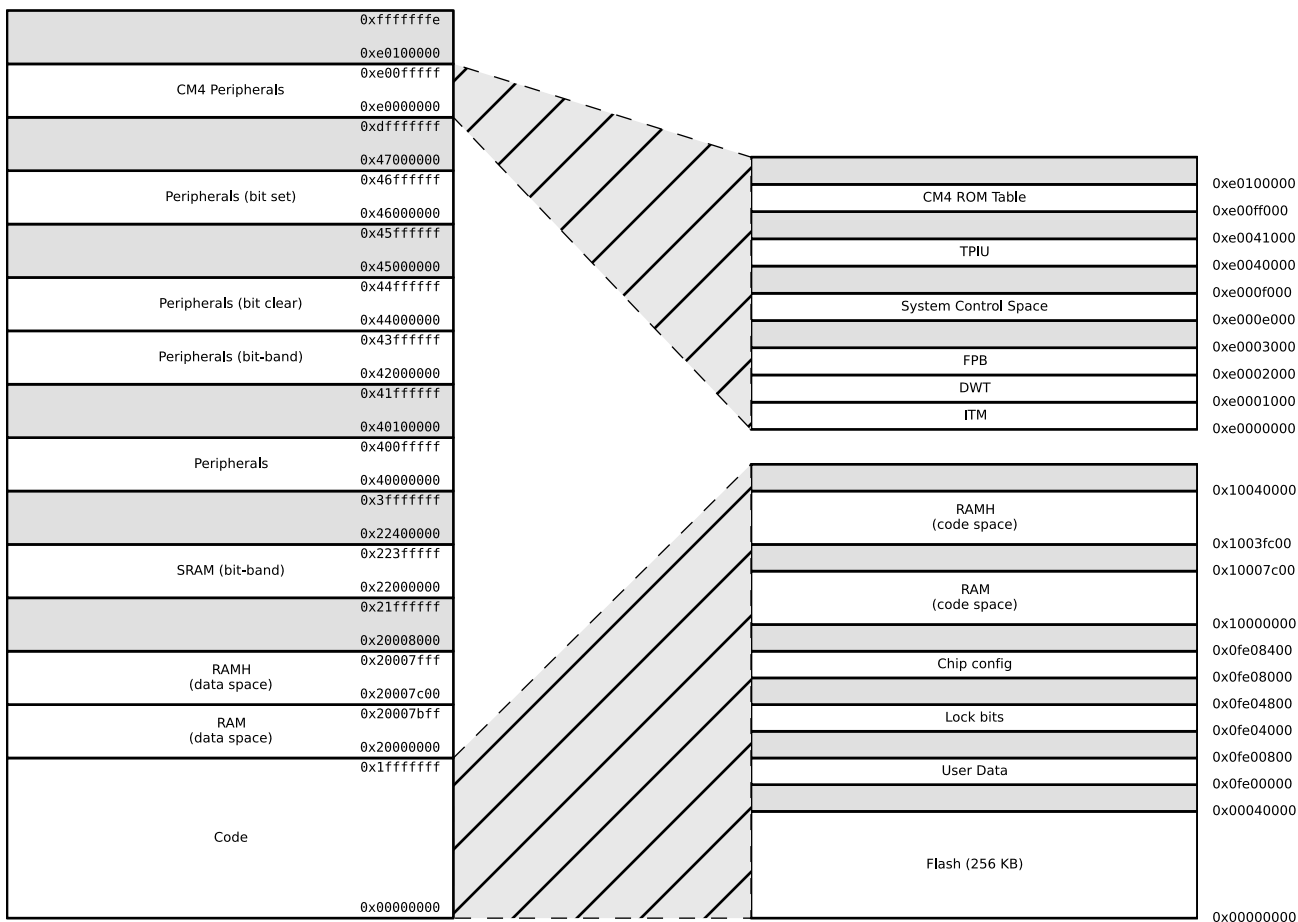 0xfffffffe
0xe0100000
0xe00fffff
CM4 Peripherals
0xe0000000
0xdfffffff
0x47000000
0x46ffffff
Peripherals (bit set)
0x46000000
0x45ffffff
0x45000000
0x44ffffff
Peripherals (bit clear)
0x44000000
0x43ffffff
Peripherals (bit-band)
0x42000000
0x41ffffff
0x40100000
0x400fffff
Peripherals
0x40000000
0x3fffffff
0x22400000
0x223fffff
SRAM (bit-band)
0x22000000
0x21ffffff
0x20008000
0x20007fff
RAMH
(data space)
0x20007c00
0x20007bff
RAM
(data space)
0x20000000
0x1fffffff
Code
0x00000000
0xe0100000
CM4 ROM Table
0xe00ff000
0xe0041000
TPIU
0xe0040000
0xe000f000
System Control Space
0xe000e000
0xe0003000
FPB
0xe0002000
DWT
0xe0001000
ITM
0xe0000000
0x10040000
RAMH
(code space)
0x1003fc00
0x10007c00
RAM
(code space)
0x10000000
0x0fe08400
Chip config
0x0fe08000
0x0fe04800
Lock bits
0x0fe04000
0x0fe00800
User Data
0x0fe00000
0x00040000
Flash (256 KB)
0x00000000